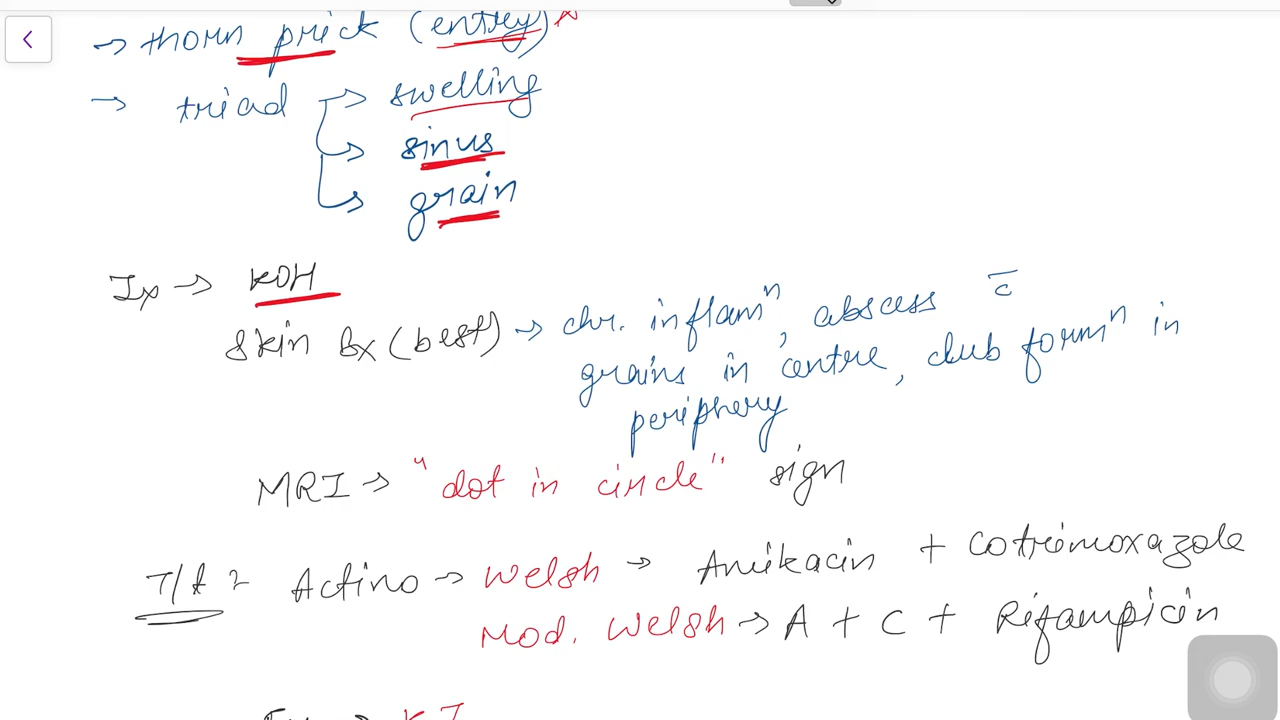 → thorn prick (entrey)*
→ triad → swelling
→ sinus
→ grain
Ix → KOH
Skin Bx (best) → chr. inflamⁿ, abscess c̄
grains in centre, club formⁿ in
periphery
MRI → "dot in circle" sign
T/t : Actino → Welsh → Amikacin + Cotrimoxazole
Mod. Welsh → A + C + Rifampicin